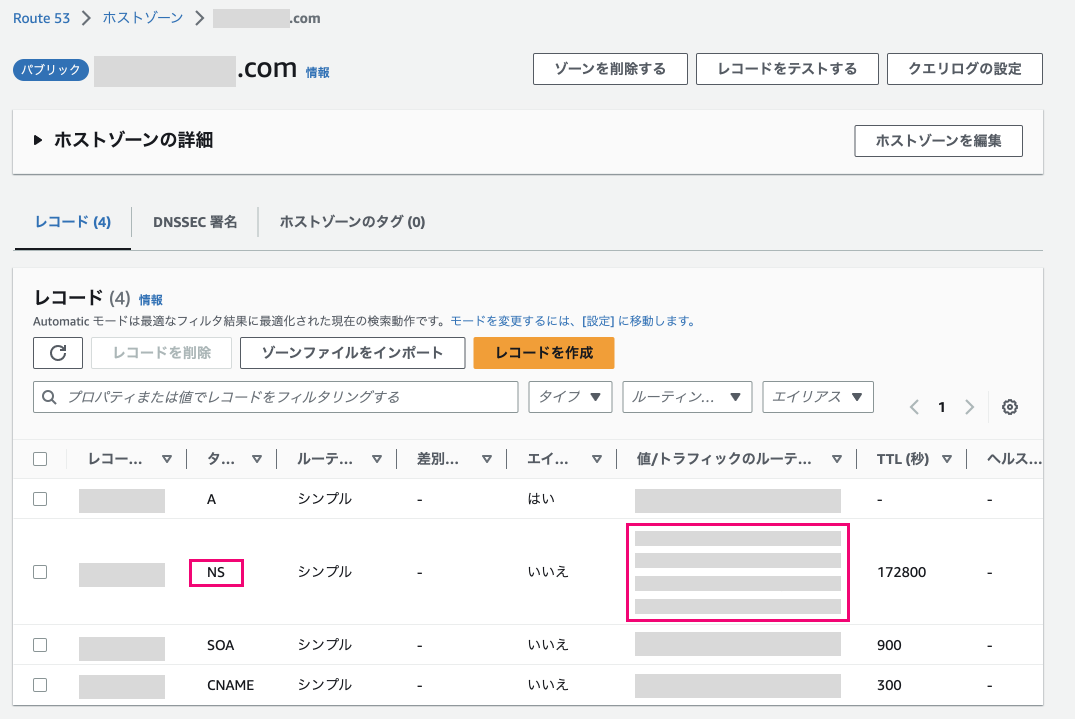 Route 53 ホストゾーン .com
パブリック .com 情報 ゾーンを削除する レコードをテストする クエリログの設定
ホストゾーンの詳細 ホストゾーンを編集
レコード (4) DNSSEC 署名 ホストゾーンのタグ (0)
レコード (4) 情報
Automatic モードは最適なフィルタ結果に最適化された現在の検索動作です。モードを変更するには、[設定] に移動します。
レコードを削除 ゾーンファイルをインポート レコードを作成
プロパティまたは値でレコードをフィルタリングする タイプ ルーティン... エイリアス 1
レコー... タ... ルーテ... 差別... エイ... 値/トラフィックのルーテ... TTL (秒) ヘルス...
A シンプル - はい - -
NS シンプル - いいえ 172800 -
SOA シンプル - いいえ 900 -
CNAME シンプル - いいえ 300 -